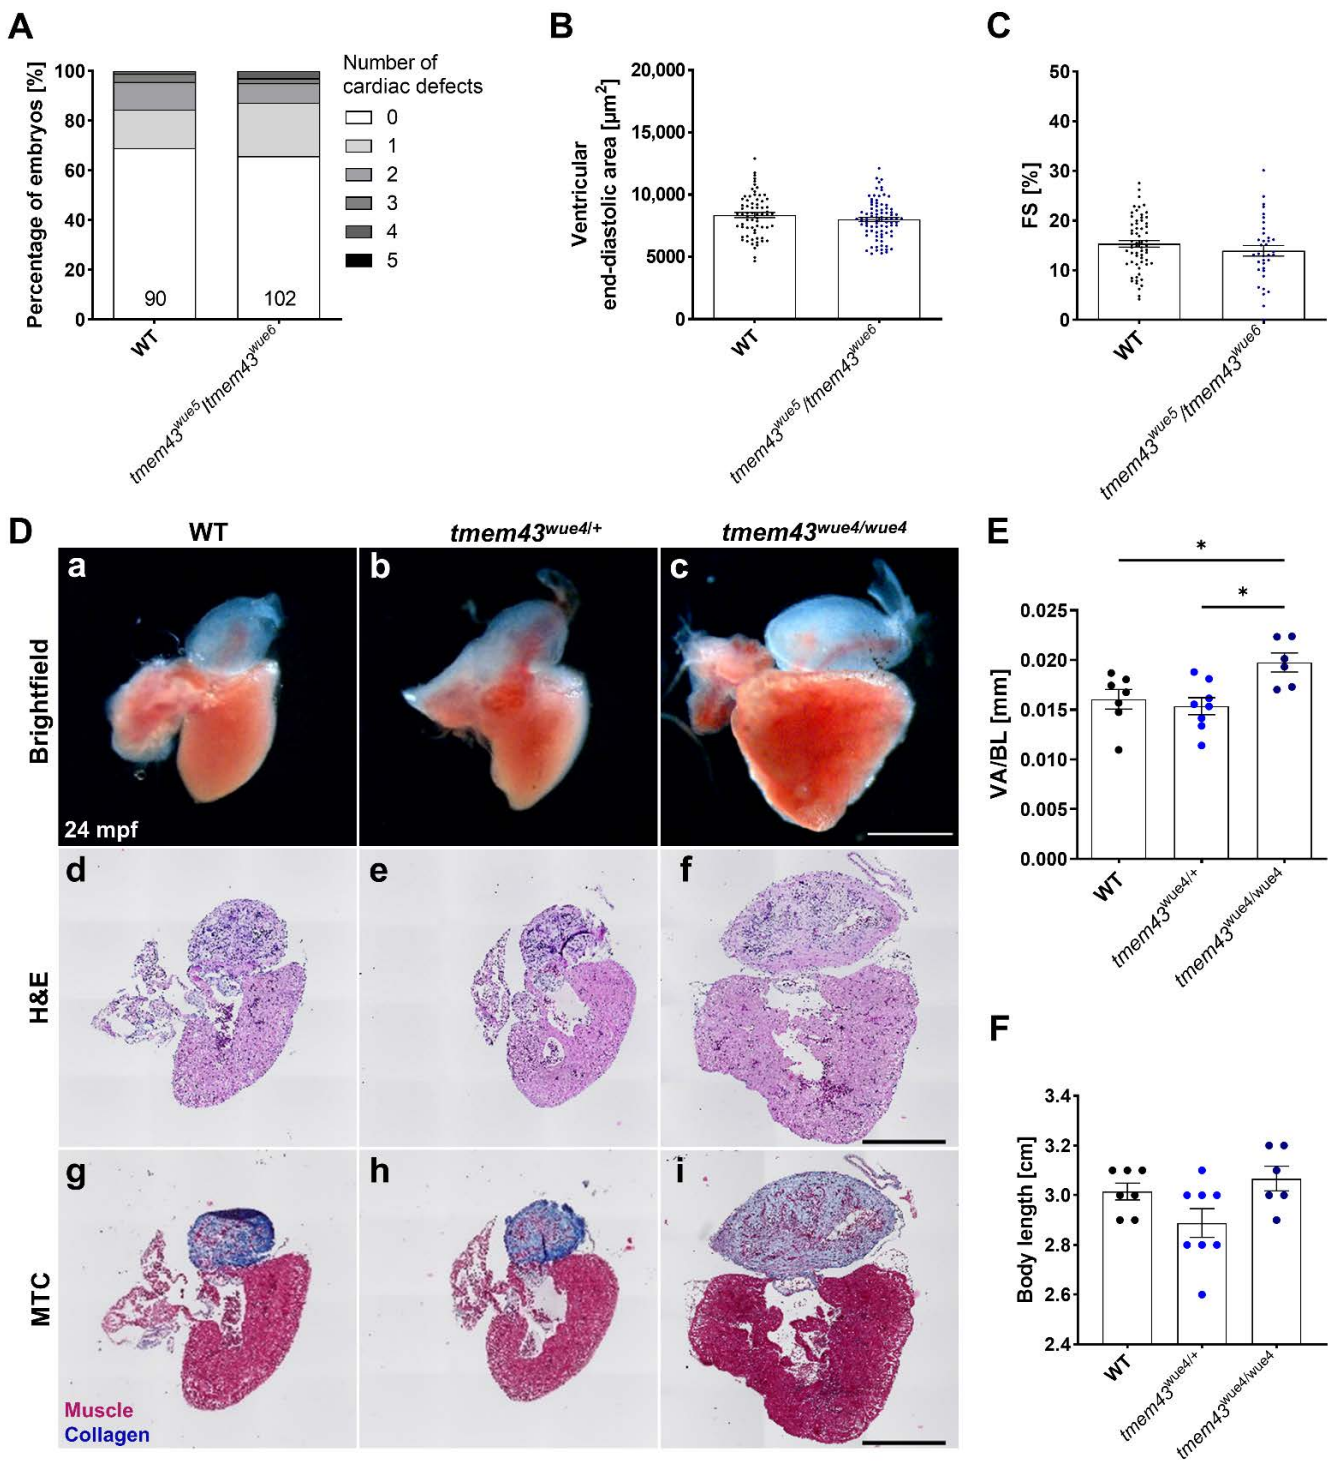 A
Percentage of embryos [%]
100
80
60
40
20
0
90
102
WT
tmem43wue5/tmem43wue6
Number of
cardiac defects
0
1
2
3
4
5
B
Ventricular
end-diastolic area [µm²]
20,000
15,000
10,000
5000
0
WT
tmem43wue5/tmem43wue6
C
FS [%]
50
40
30
20
10
0
WT
tmem43wue5/tmem43wue6
D
WT
tmem43wue4/+
tmem43wue4/wue4
Brightfield
a
b
c
24 mpf
H&E
d
e
f
MTC
g
h
i
Muscle
Collagen
E
*
*
VA/BL [mm]
0.025
0.020
0.015
0.010
0.005
0.000
WT
tmem43wue4/+
tmem43wue4/wue4
F
Body length [cm]
3.4
3.2
3.0
2.8
2.6
2.4
WT
tmem43wue4/+
tmem43wue4/wue4